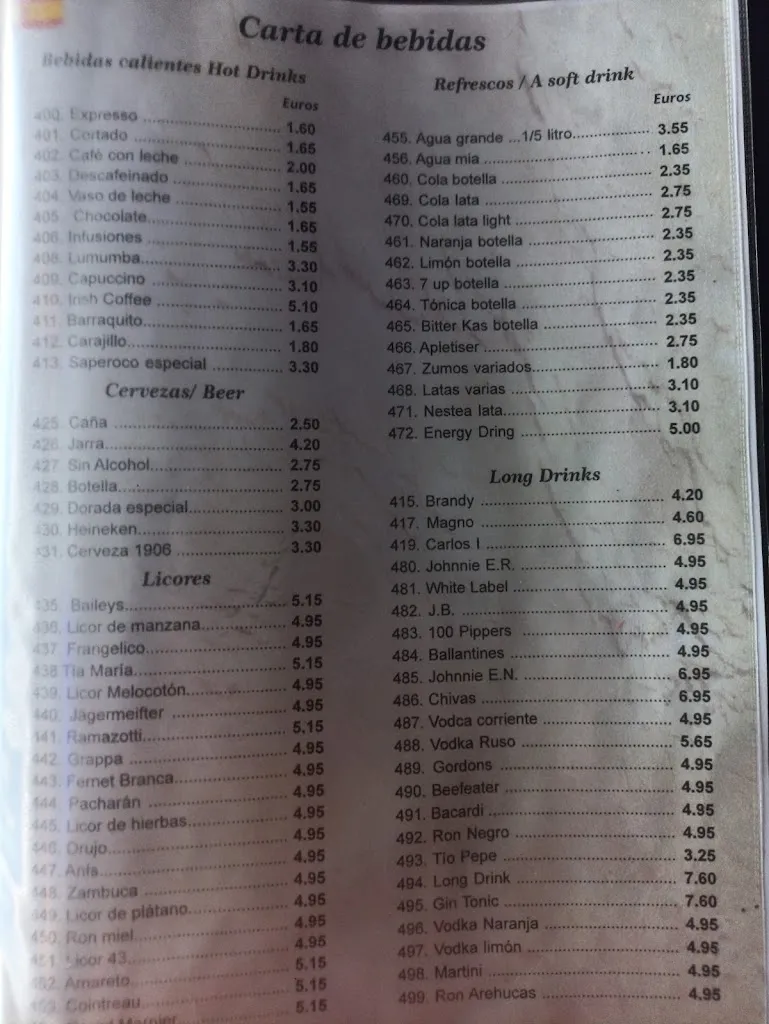 Carta de bebidas
Bebidas calientes Hot Drinks
Euros
400. Expresso 1.60
401. Cortado 1.65
402. Café con leche 2.00
403. Descafeinado 1.65
404. Vaso de leche 1.55
405. Chocolate 1.65
406. Infusiones 1.55
408. Lumumba 3.30
409. Capuccino 3.10
410. Irish Coffee 5.10
411. Barraquito 1.65
412. Carajillo 1.80
413. Saperoco especial 3.30
Cervezas/ Beer
425. Caña 2.50
426. Jarra 4.20
427. Sin Alcohol 2.75
428. Botella 2.75
429. Dorada especial 3.00
430. Heineken 3.30
431. Cerveza 1906 3.30
Licores
435. Baileys 5.15
436. Licor de manzana 4.95
437. Frangelico 4.95
438 Tia María 5.15
439. Licor Melocotón 4.95
440. Jagermeifter 4.95
441. Ramazotti 5.15
442. Grappa 4.95
443. Fernet Branca 4.95
444. Pacharán 4.95
445. Licor de hierbas 4.95
446. Orujo 4.95
447. Anís 4.95
448. Zambuca 4.95
449. Licor de plátano 4.95
450. Ron miel 4.95
451. Licor 43 5.15
452. Amareto 5.15
453. Cointreau 5.15
Refrescos / A soft drink
Euros
455. Agua grande ...1/5 litro 3.55
456. Agua mia 1.65
460. Cola botella 2.35
469. Cola lata 2.75
470. Cola lata light 2.75
461. Naranja botella 2.35
462. Limón botella 2.35
463. 7 up botella 2.35
464. Tónica botella 2.35
465. Bitter Kas botella 2.35
466. Apletiser 2.75
467. Zumos variados 1.80
468. Latas varias 3.10
471. Nestea lata 3.10
472. Energy Dring 5.00
Long Drinks
415. Brandy 4.20
417. Magno 4.60
419. Carlos I 6.95
480. Johnnie E.R. 4.95
481. White Label 4.95
482. J.B. 4.95
483. 100 Pippers 4.95
484. Ballantines 4.95
485. Johnnie E.N. 6.95
486. Chivas 6.95
487. Vodca corriente 4.95
488. Vodka Ruso 5.65
489. Gordons 4.95
490. Beefeater 4.95
491. Bacardi 4.95
492. Ron Negro 4.95
493. Tío Pepe 3.25
494. Long Drink 7.60
495. Gin Tonic 7.60
496. Vodka Naranja 4.95
497. Vodka limón 4.95
498. Martini 4.95
499. Ron Arehucas 4.95